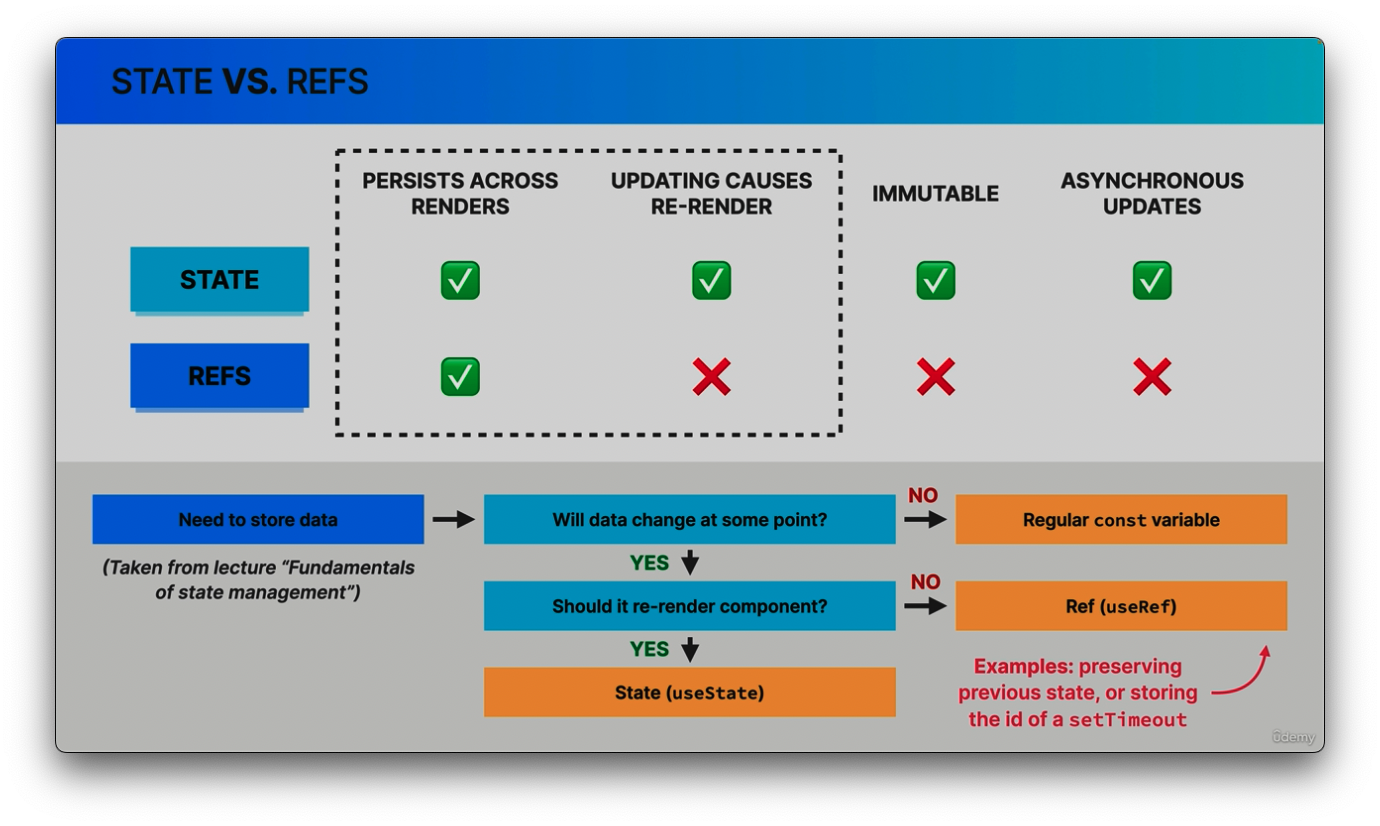 STATE VS. REFS
PERSISTS ACROSS
RENDERS
UPDATING CAUSES
RE-RENDER
IMMUTABLE
ASYNCHRONOUS
UPDATES
STATE
REFS
Need to store data
(Taken from lecture “Fundamentals
of state management”)
Will data change at some point?
NO
Regular const variable
YES
Should it re-render component?
NO
Ref (useRef)
YES
State (useState)
Examples: preserving
previous state, or storing
the id of a setTimeout
ûdemy